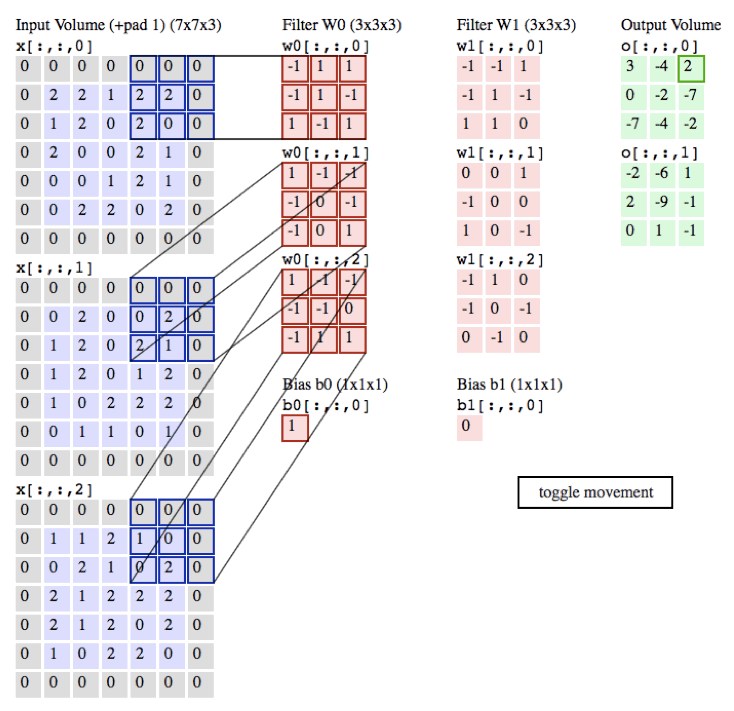 Input Volume (+pad 1) (7x7x3)
x[:,:,0]
0 0 0 0 0 0 0
0 2 2 1 2 2 0
0 1 2 0 2 0 0
0 2 0 0 2 1 0
0 0 0 1 2 1 0
0 0 2 2 0 2 0
0 0 0 0 0 0 0
x[:,:,1]
0 0 0 0 0 0 0
0 0 2 0 0 2 0
0 1 2 0 2 1 0
0 1 2 0 1 2 0
0 1 0 2 2 2 0
0 0 1 1 0 1 0
0 0 0 0 0 0 0
x[:,:,2]
0 0 0 0 0 0 0
0 1 1 2 1 0 0
0 0 2 1 0 2 0
0 2 1 2 2 2 0
0 2 1 2 0 2 0
0 1 0 2 2 0 0
0 0 0 0 0 0 0
Filter W0 (3x3x3)
w0[:,:,0]
-1 1 1
-1 1 -1
1 -1 1
w0[:,:,1]
1 -1 -1
-1 0 -1
-1 0 1
w0[:,:,2]
1 -1 -1
-1 -1 0
-1 1 1
Bias b0 (1x1x1)
b0[:,:,0]
1
Filter W1 (3x3x3)
w1[:,:,0]
-1 -1 1
-1 1 -1
1 1 0
w1[:,:,1]
0 0 1
-1 0 0
1 0 -1
w1[:,:,2]
-1 1 0
-1 0 -1
0 -1 0
Bias b1 (1x1x1)
b1[:,:,0]
0
Output Volume
o[:,:,0]
3 -4 2
0 -2 -7
-7 -4 -2
o[:,:,1]
-2 -6 1
2 -9 -1
0 1 -1
toggle movement